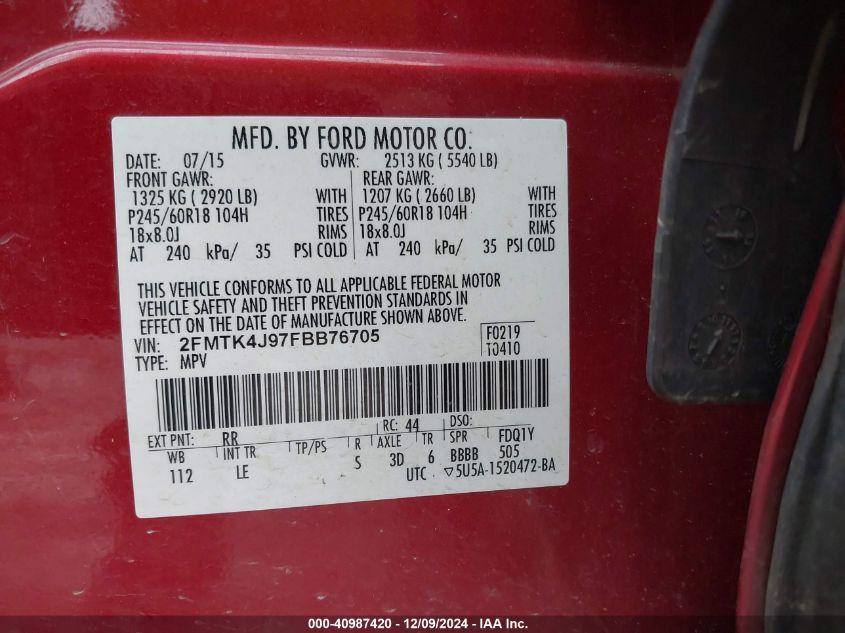 MFD. BY FORD MOTOR CO.
DATE: 07/15 GVWR: 2513 KG ( 5540 LB)
FRONT GAWR: REAR GAWR:
1325 KG ( 2920 LB) WITH 1207 KG ( 2660 LB) WITH
P245/60R18 104H TIRES P245/60R18 104H TIRES
18x8.0J RIMS 18x8.0J RIMS
AT 240 kPa/ 35 PSI COLD AT 240 kPa/ 35 PSI COLD
THIS VEHICLE CONFORMS TO ALL APPLICABLE FEDERAL MOTOR
VEHICLE SAFETY AND THEFT PREVENTION STANDARDS IN
EFFECT ON THE DATE OF MANUFACTURE SHOWN ABOVE.
VIN: 2FMTK4J97FBB76705 F0219
TYPE: MPV T0410
EXT PNT: RR RC: 44 DSO:
WB INT TR TP/PS R AXLE TR SPR FDQ1Y
112 LE S 3D 6 BBBB 505
UTC ▽5U5A-1520472-BA
000-40987420 - 12/09/2024 - IAA Inc.